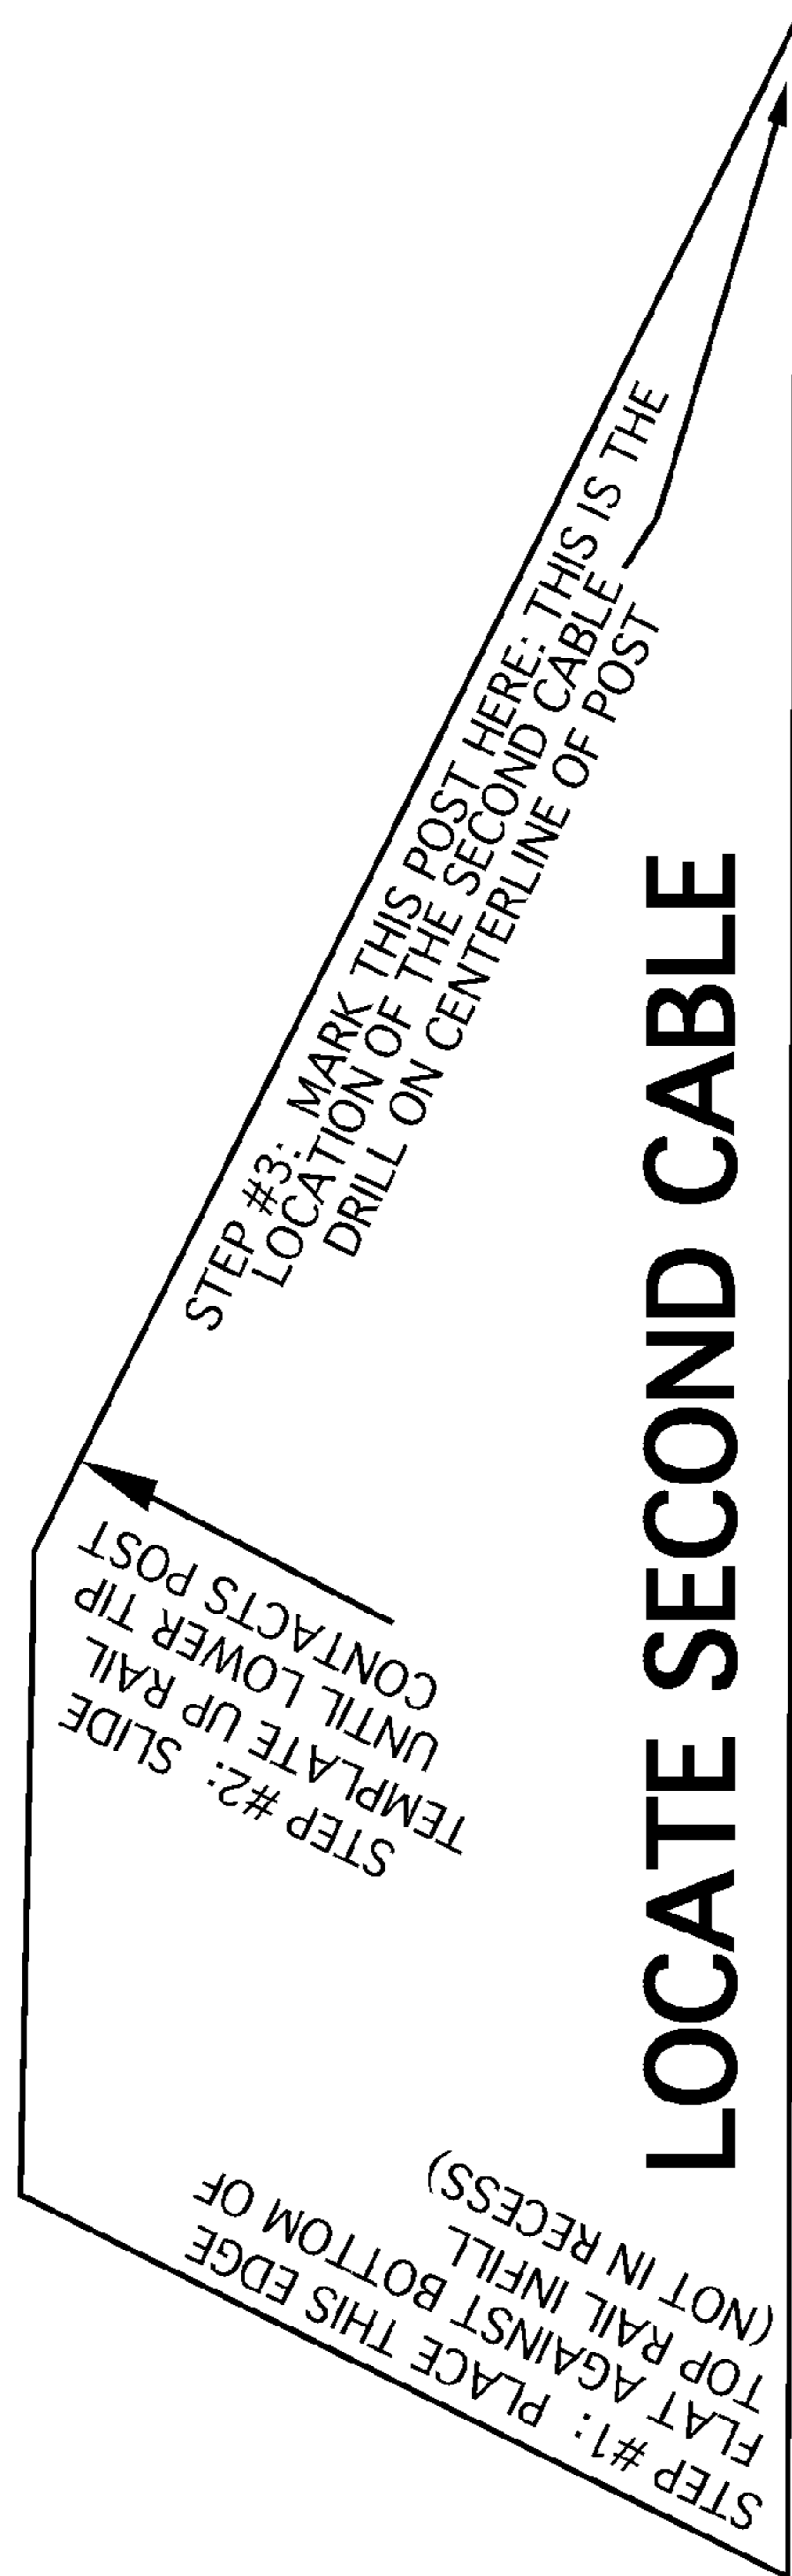 LOCATE SECOND CABLE
STEP #1: PLACE THIS EDGE
FLAT AGAINST BOTTOM OF
TOP RAIL INFILL
(NOT IN RECESS)
STEP #2: SLIDE
TEMPLATE UP RAIL
UNTIL LOWER TIP
CONTACTS POST
STEP #3: MARK THIS POST HERE: THIS IS THE
LOCATION OF THE SECOND CABLE
DRILL ON CENTERLINE OF POST